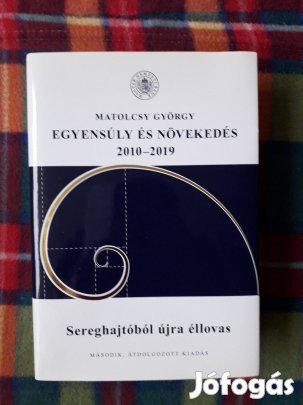 MATOLCSY GYÖRGY
EGYENSÚLY ÉS NÖVEKEDÉS
2010–2019
Sereghajtóból újra éllovas
MÁSODIK, ÁTDOLGOZOTT KIADÁS
Jófogás